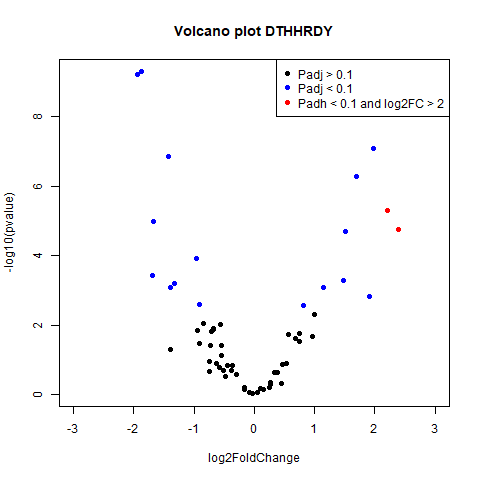 Volcano plot DTHHRDY
Padj > 0.1
Padj < 0.1
Padh < 0.1 and log2FC > 2
-log10(pvalue)
8
6
4
2
0
-3 -2 -1 0 1 2 3
log2FoldChange